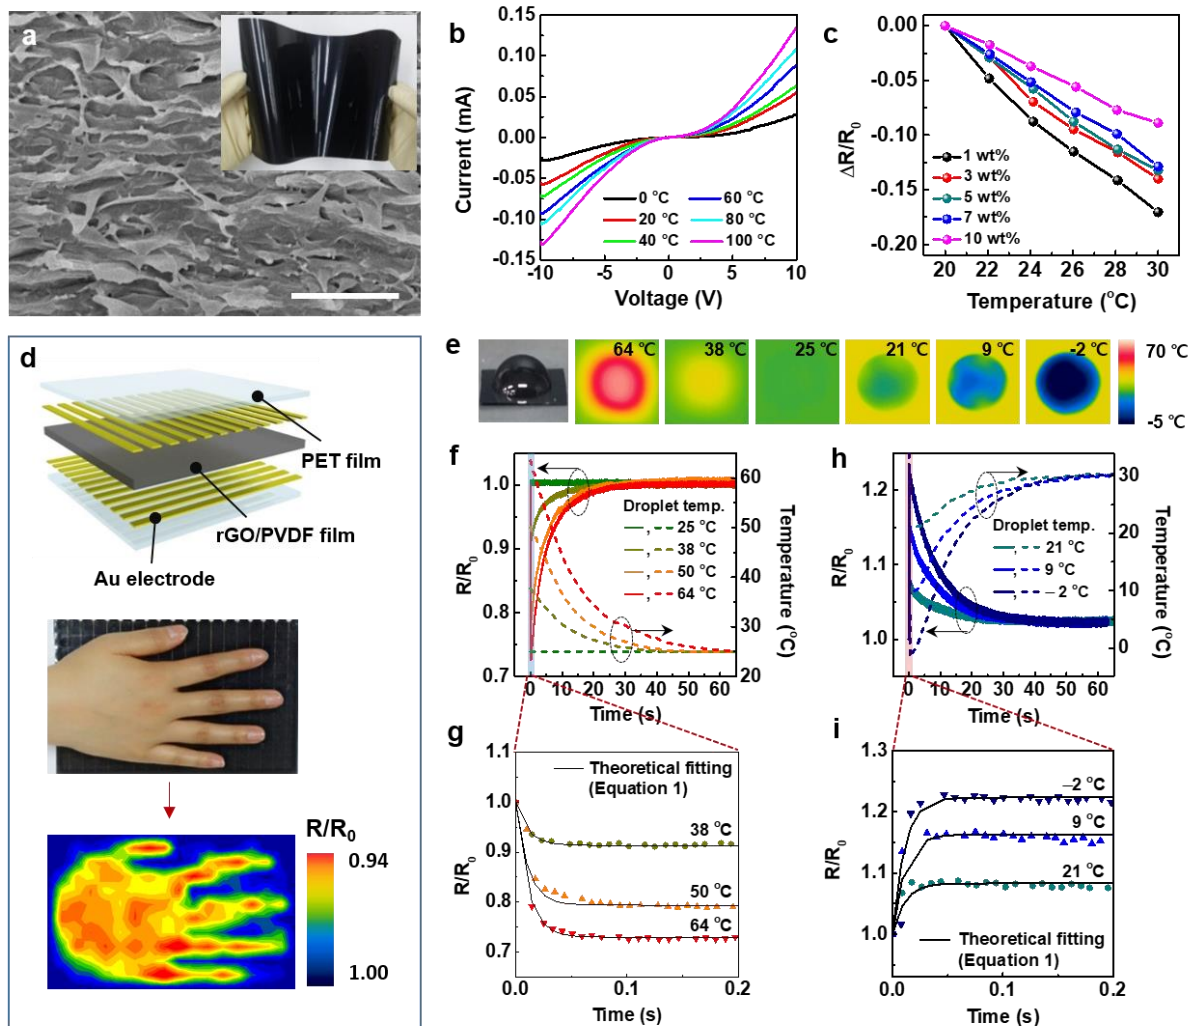 a
b
0.15
0.10
0.05
0.00
-0.05
-0.10
-0.15
Current (mA)
0 °C
20 °C
40 °C
60 °C
80 °C
100 °C
-10
-5
0
5
10
Voltage (V)
c
0.00
-0.05
-0.10
-0.15
-0.20
ΔR/R0
1 wt%
3 wt%
5 wt%
7 wt%
10 wt%
20
22
24
26
28
30
Temperature (°C)
d
PET film
rGO/PVDF film
Au electrode
R/R0
0.94
1.00
e
64 ℃
38 ℃
25 ℃
21 ℃
9 ℃
-2 ℃
70 ℃
-5 ℃
f
1.0
0.9
0.8
0.7
R/R0
Droplet temp.
, 25 °C
, 38 °C
, 50 °C
, 64 °C
60
50
40
30
20
Temperature (°C)
0
10
20
30
40
50
60
Time (s)
h
1.2
1.1
1.0
R/R0
Droplet temp.
, 21 °C
, 9 °C
, – 2 °C
30
20
10
0
Temperature (°C)
0
10
20
30
40
50
60
Time (s)
g
1.1
1.0
0.9
0.8
0.7
R/R0
Theoretical fitting
(Equation 1)
38 °C
50 °C
64 °C
0.0
0.1
0.2
Time (s)
i
1.3
1.2
1.1
1.0
R/R0
–2 °C
9 °C
21 °C
Theoretical fitting
(Equation 1)
0.0
0.1
0.2
Time (s)